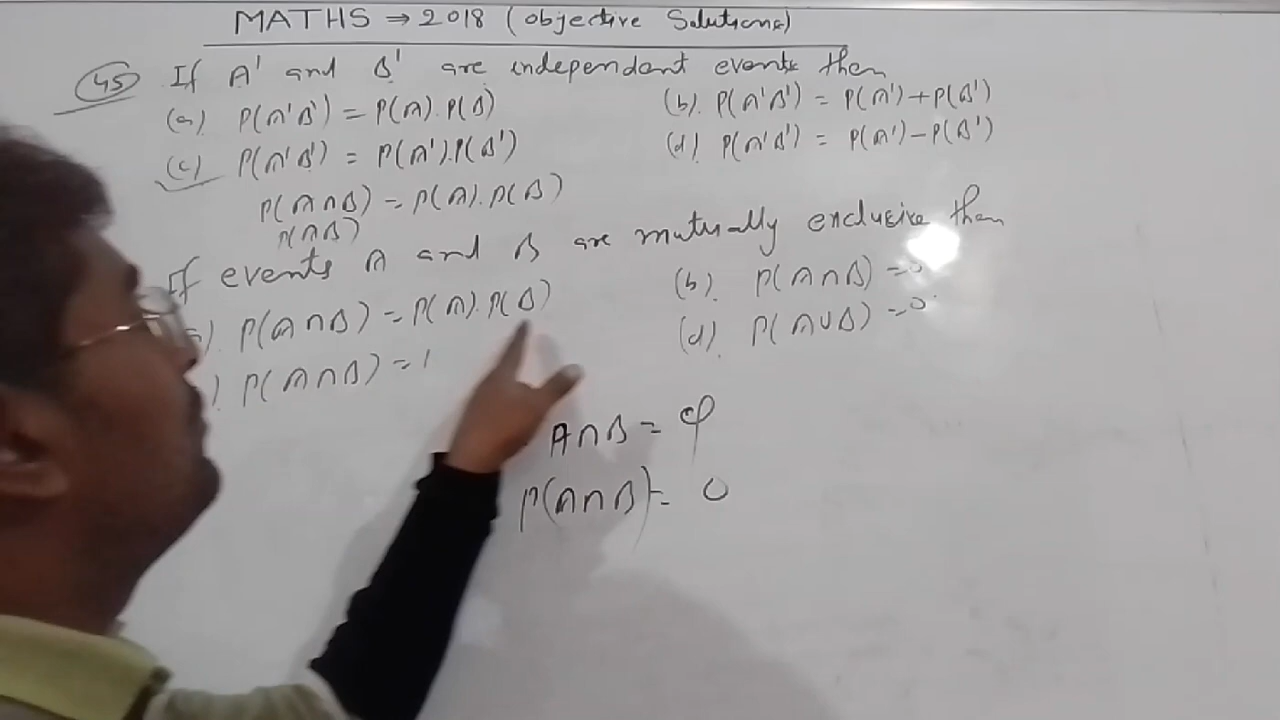 MATHS → 2018 (Objective Solutions)
45 If A' and B' are independent events then
(a) P(A'B') = P(A). P(B) (b). P(A'B') = P(A')+P(B')
(c) P(A'B') = P(A').P(B') (d). P(A'B') = P(A')-P(B')
P(A∩B) = P(A). P(B)
P(AB)
If events A and B are mutually exclusive then
). P(A∩B) = P(A). P(B) (b). P(A∩B) =0
). P(A∩B) = 1 (d). P(A∪B) =0
A∩B = φ
P(A∩B) = 0